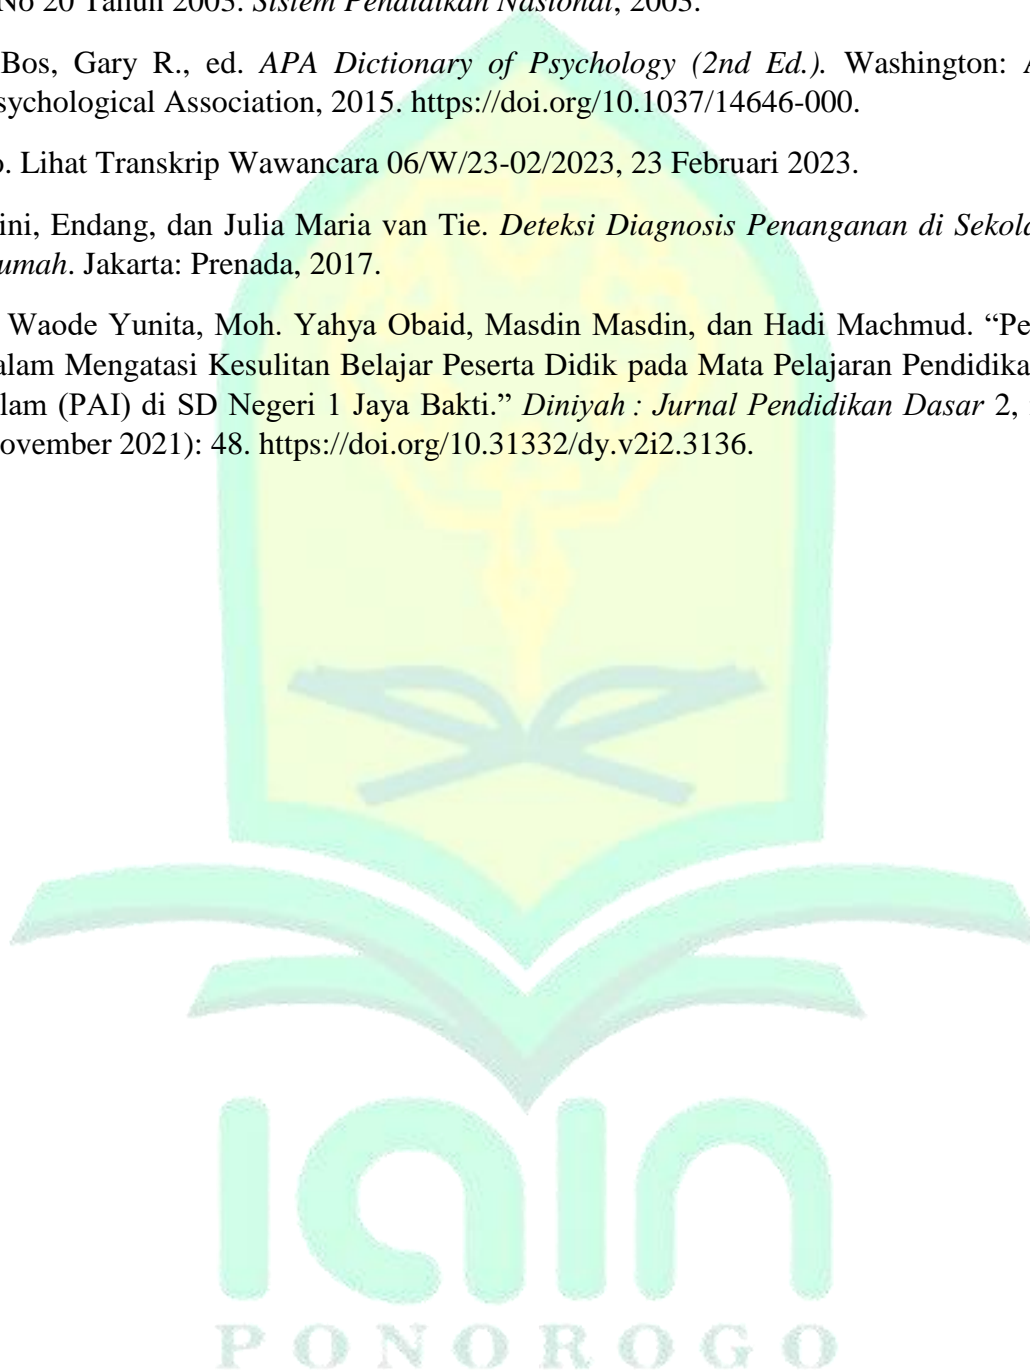 No 20 Tahun 2003. Sistem Pendidikan Nasional, 2003.
Bos, Gary R., ed. APA Dictionary of Psychology (2nd Ed.). Washington: A
sychological Association, 2015. https://doi.org/10.1037/14646-000.
o. Lihat Transkrip Wawancara 06/W/23-02/2023, 23 Februari 2023.
ini, Endang, dan Julia Maria van Tie. Deteksi Diagnosis Penanganan di Sekola
umah. Jakarta: Prenada, 2017.
Waode Yunita, Moh. Yahya Obaid, Masdin Masdin, dan Hadi Machmud. “Pe
alam Mengatasi Kesulitan Belajar Peserta Didik pada Mata Pelajaran Pendidika
lam (PAI) di SD Negeri 1 Jaya Bakti.” Diniyah : Jurnal Pendidikan Dasar 2,
ovember 2021): 48. https://doi.org/10.31332/dy.v2i2.3136.
iain
PONOROGO